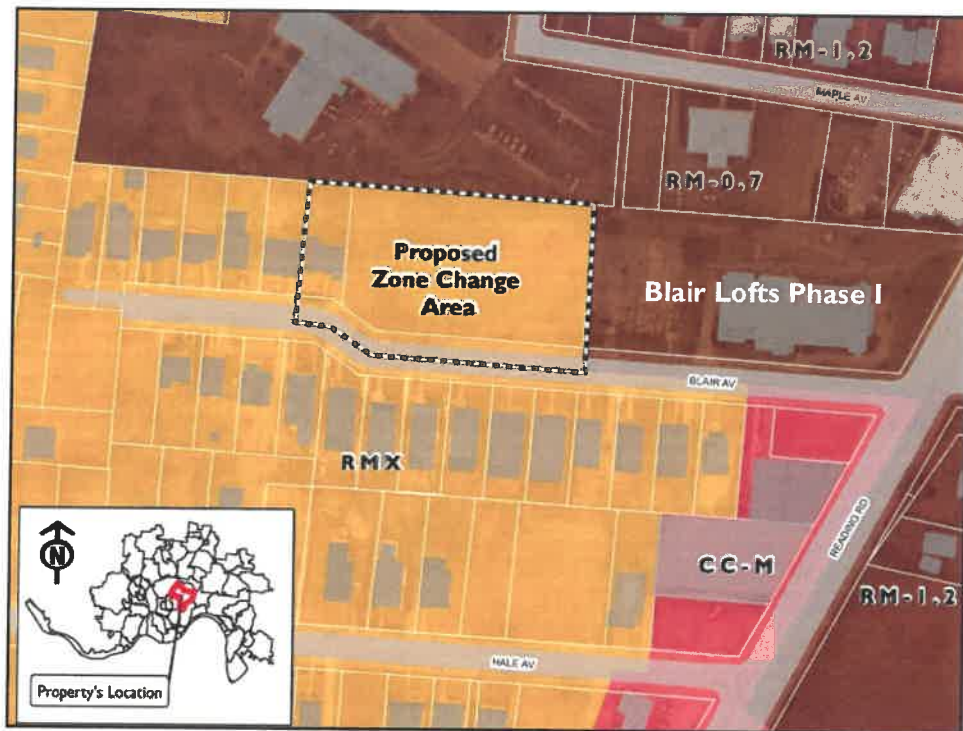 RM-1.2
MAPLE AV
RM-0.7
Proposed
Zone Change
Area
Blair Lofts Phase I
BLAIR AV
RMX
READING RD
CC-M
RM-1.2
HALE AV
N
Property's Location